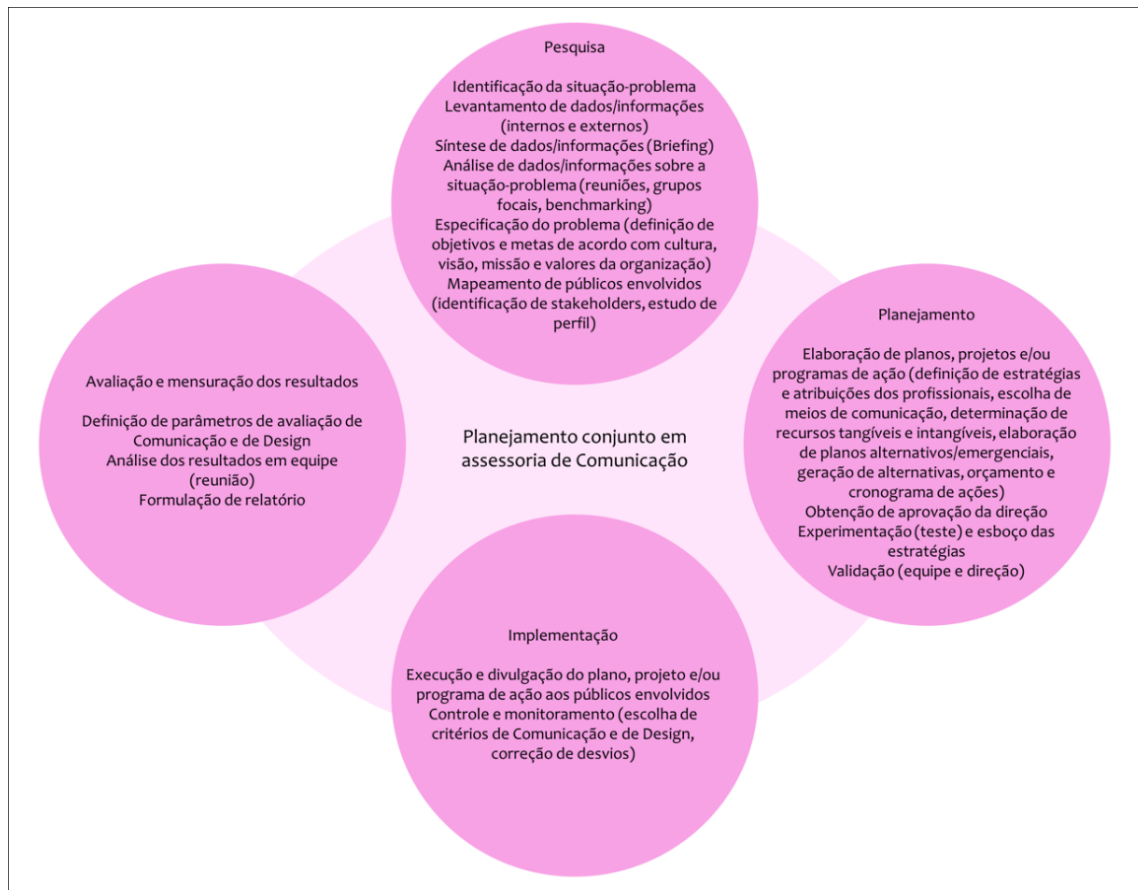 Pesquisa
Identificação da situação-problema
Levantamento de dados/informações
(internos e externos)
Síntese de dados/informações (Briefing)
Análise de dados/informações sobre a
situação-problema (reuniões, grupos
focais, benchmarking)
Especificação do problema (definição de
objetivos e metas de acordo com cultura,
visão, missão e valores da organização)
Mapeamento de públicos envolvidos
(identificação de stakeholders, estudo de
perfil)
Planejamento
Elaboração de planos, projetos e/ou
programas de ação (definição de estratégias
e atribuições dos profissionais, escolha de
meios de comunicação, determinação de
recursos tangíveis e intangíveis, elaboração
de planos alternativos/emergenciais,
geração de alternativas, orçamento e
cronograma de ações)
Obtenção de aprovação da direção
Experimentação (teste) e esboço das
estratégias
Validação (equipe e direção)
Implementação
Execução e divulgação do plano, projeto e/ou
programa de ação aos públicos envolvidos
Controle e monitoramento (escolha de
critérios de Comunicação e de Design,
correção de desvios)
Avaliação e mensuração dos resultados
Definição de parâmetros de avaliação de
Comunicação e de Design
Análise dos resultados em equipe
(reunião)
Formulação de relatório
Planejamento conjunto em
assessoria de Comunicação